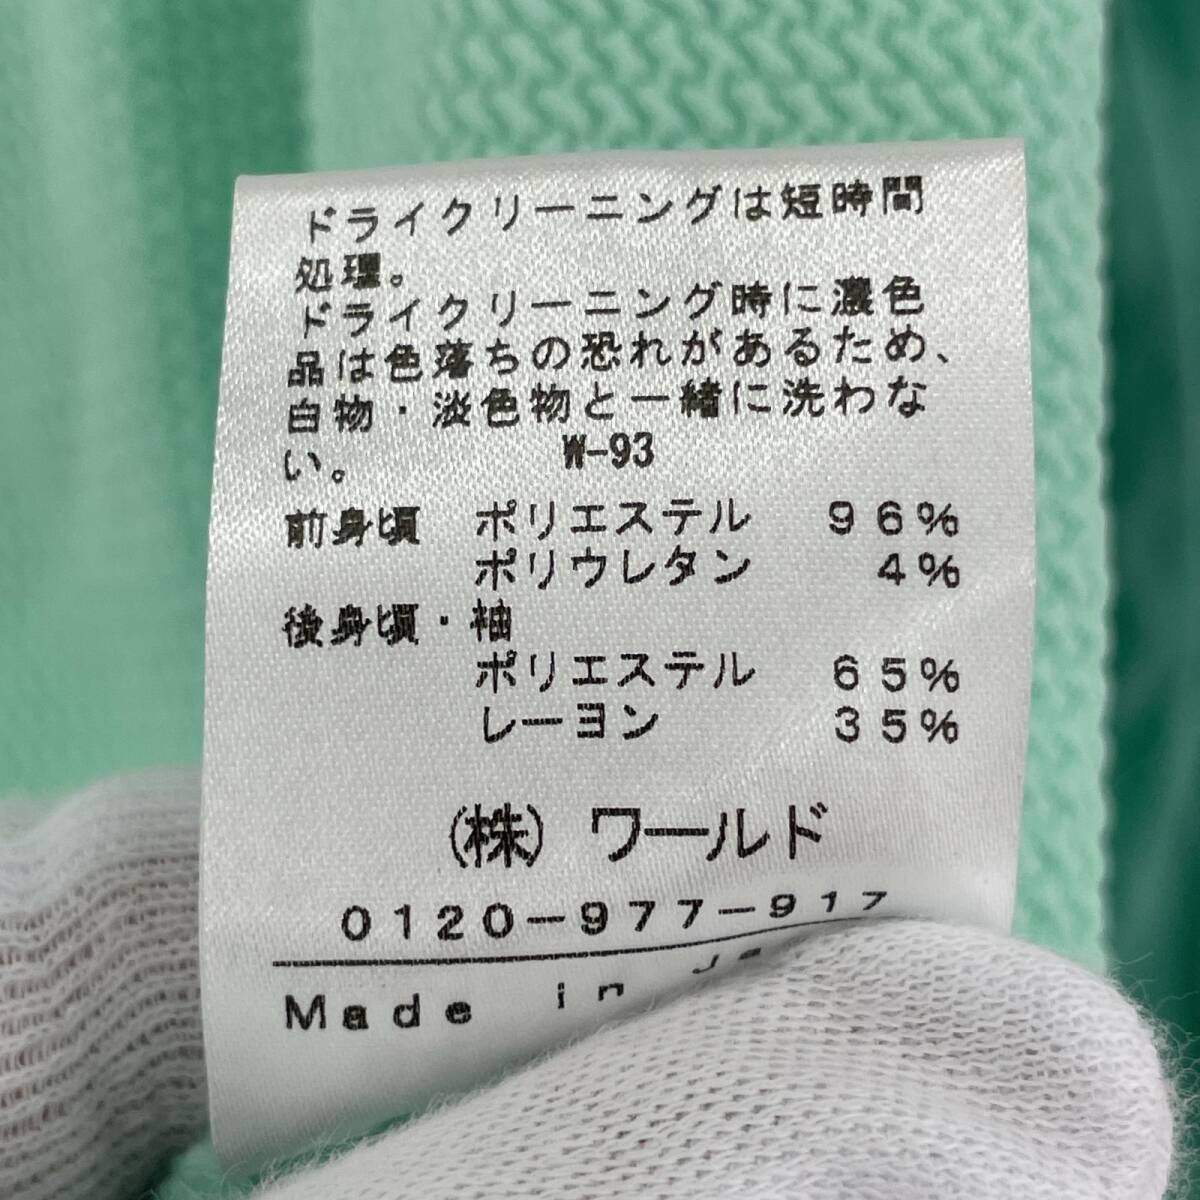 ドライクリーニングは短時間
処理。
ドライクリーニング時に濃色
品は色落ちの恐れがあるため、
白物・淡色物と一緒に洗わな
い。 W-93
前身頃 ポリエステル 96%
ポリウレタン 4%
後身頃・袖
ポリエステル 65%
レーヨン 35%
(株) ワールド
0120-977-917
Made in